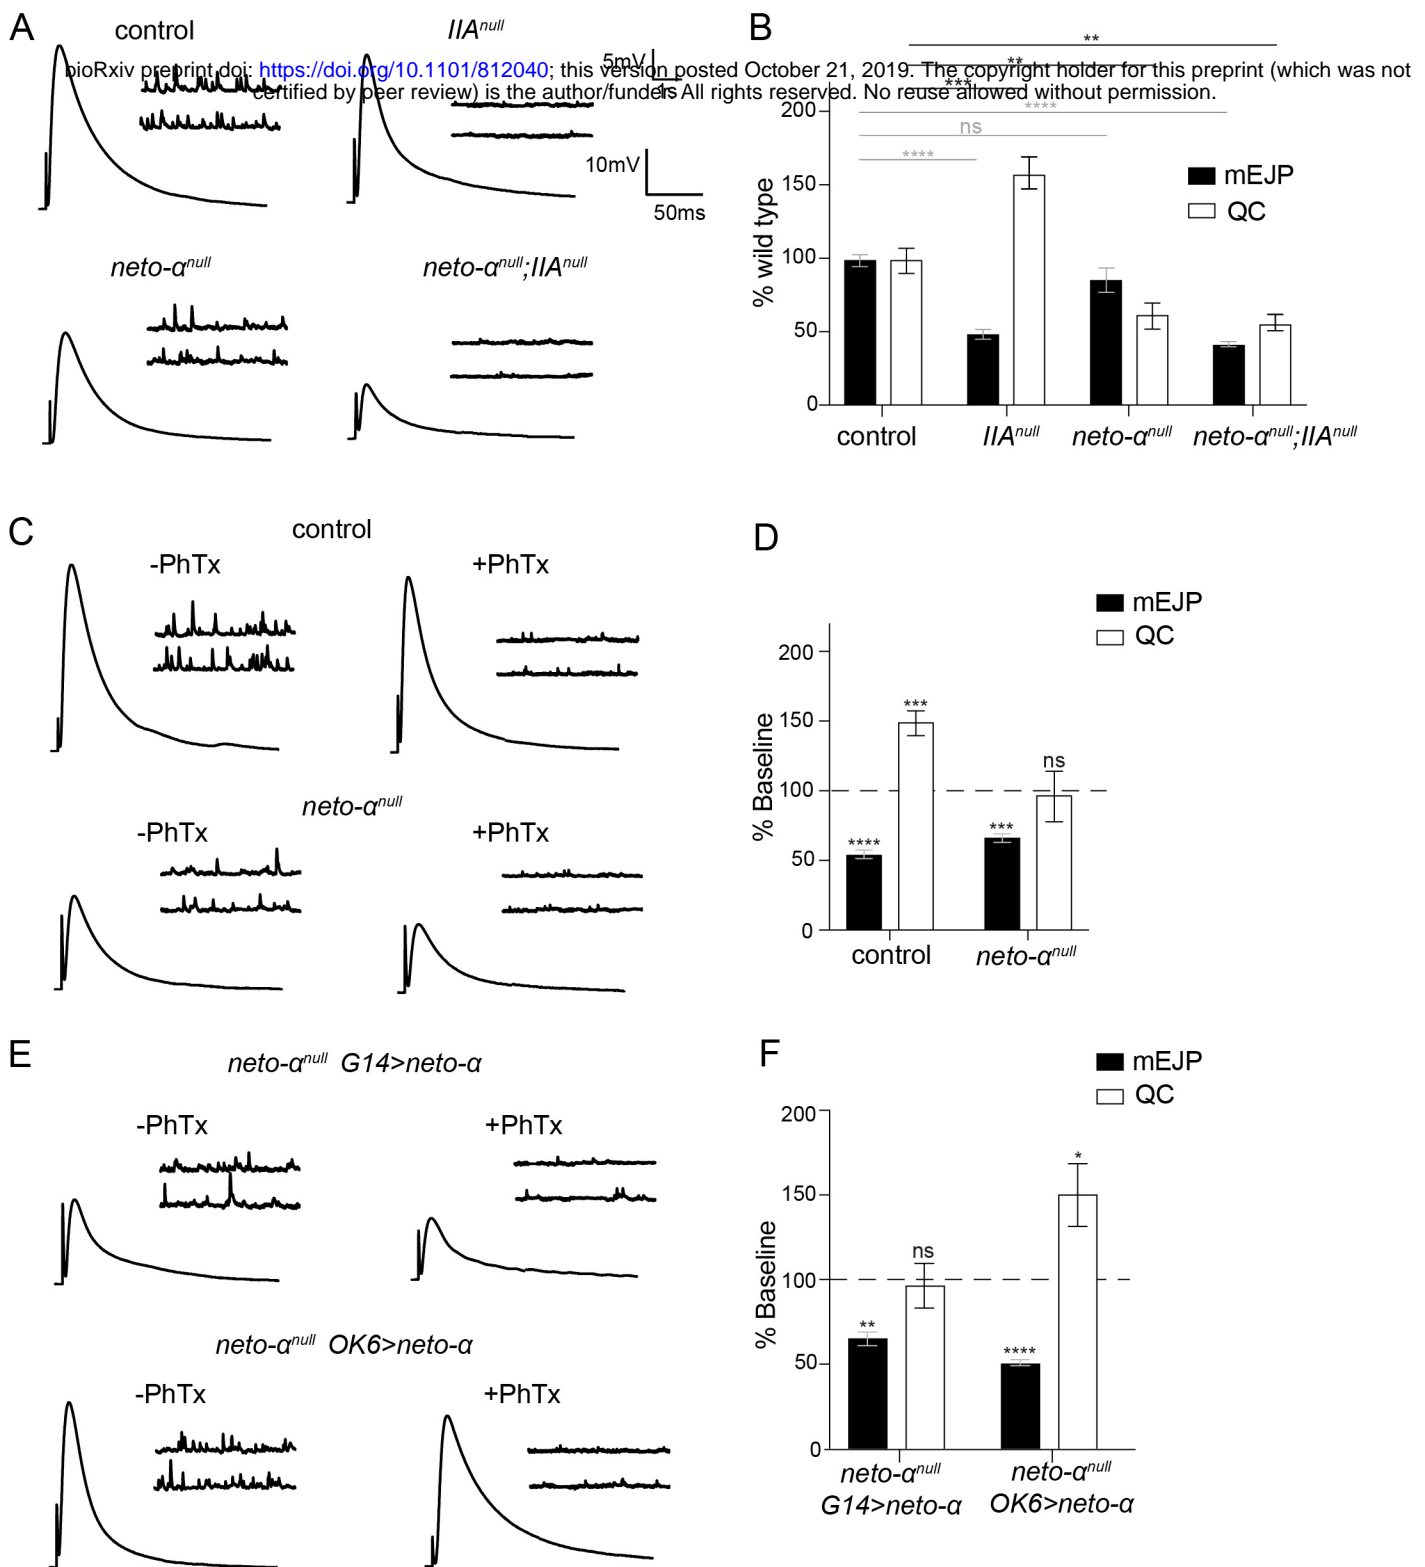 A
control
IIAnull
5mV
1s
bioRxiv preprint doi: https://doi.org/10.1101/812040; this version posted October 21, 2019. The copyright holder for this preprint (which was not
certified by peer review) is the author/funder. All rights reserved. No reuse allowed without permission.
10mV
50ms
neto-αnull
neto-αnull;IIAnull
B
**
**
***
****
ns
****
mEJP
QC
% wild type
200
150
100
50
0
control
IIAnull
neto-αnull
neto-αnull;IIAnull
C
control
-PhTx
+PhTx
neto-αnull
-PhTx
+PhTx
D
mEJP
QC
% Baseline
200
150
100
50
0
****
***
***
ns
control
neto-αnull
E
neto-αnull G14>neto-α
-PhTx
+PhTx
neto-αnull OK6>neto-α
-PhTx
+PhTx
F
mEJP
QC
% Baseline
200
150
100
50
0
**
ns
****
*
neto-αnull
G14>neto-α
neto-αnull
OK6>neto-α